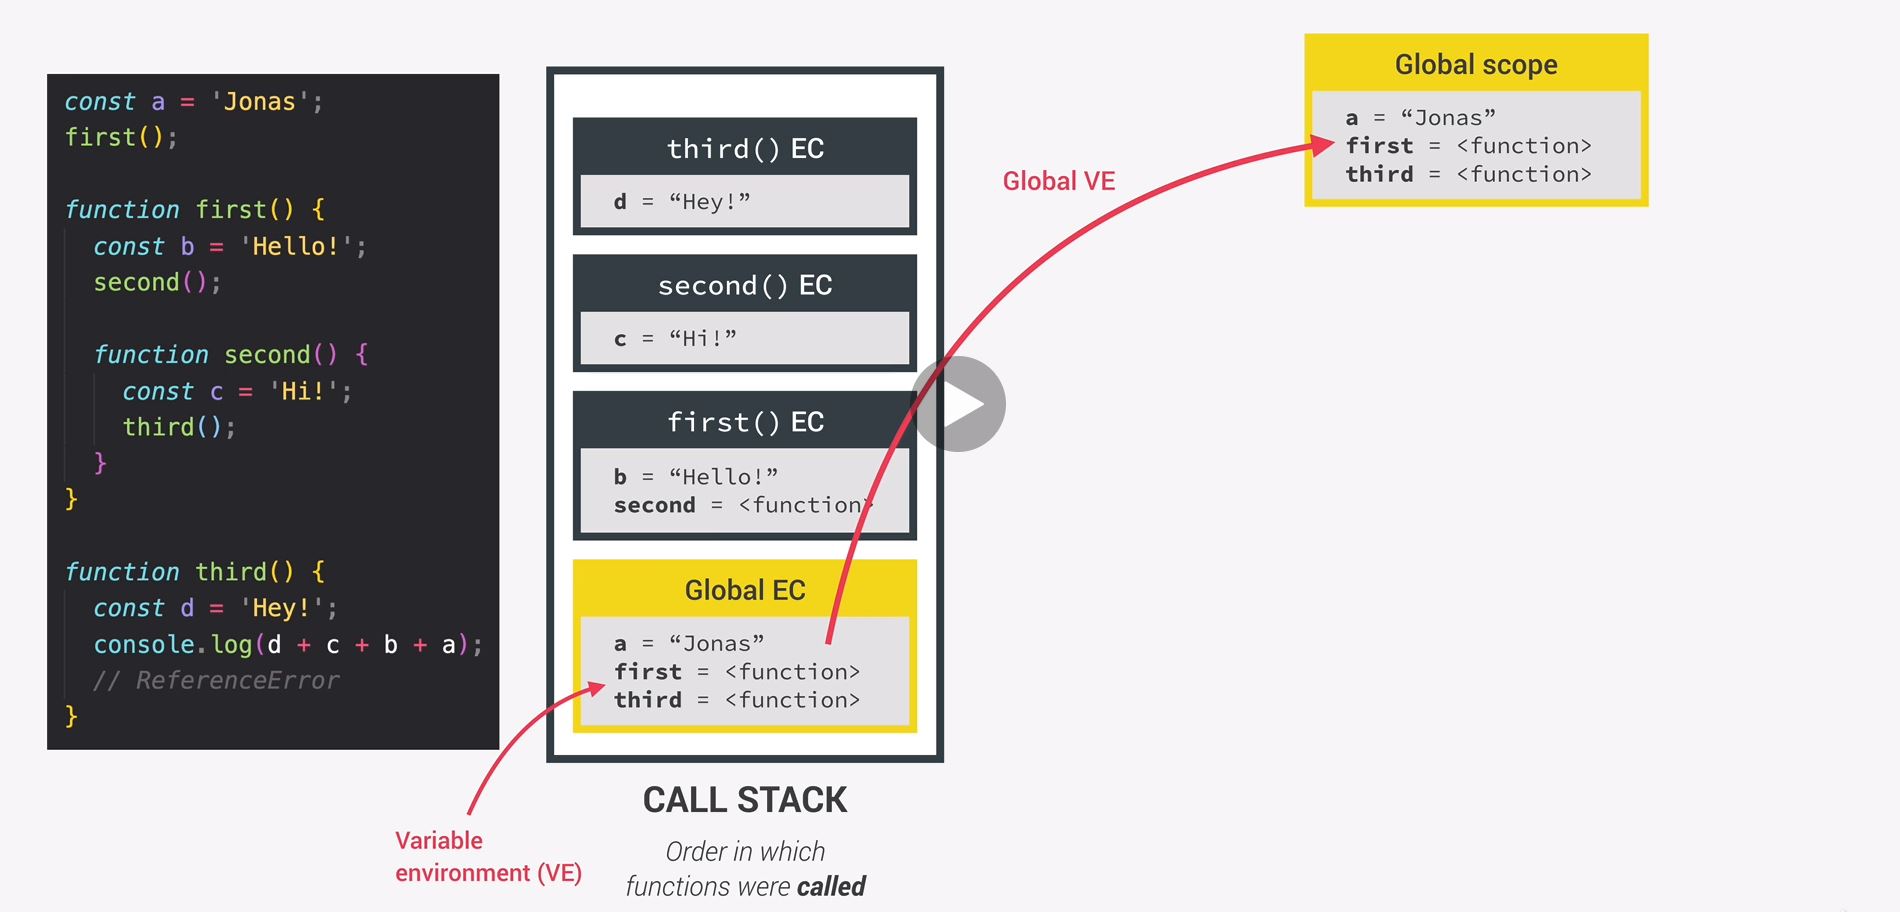 const a = 'Jonas';
first();
function first() {
const b = 'Hello!';
second();
function second() {
const c = 'Hi!';
third();
}
}
function third() {
const d = 'Hey!';
console.log(d + c + b + a);
// ReferenceError
}
third() EC
d = “Hey!”
second() EC
c = “Hi!”
first() EC
b = “Hello!”
second = <function>
Global EC
a = “Jonas”
first = <function>
third = <function>
CALL STACK
Order in which
functions were called
Variable
environment (VE)
Global VE
Global scope
a = “Jonas”
first = <function>
third = <function>